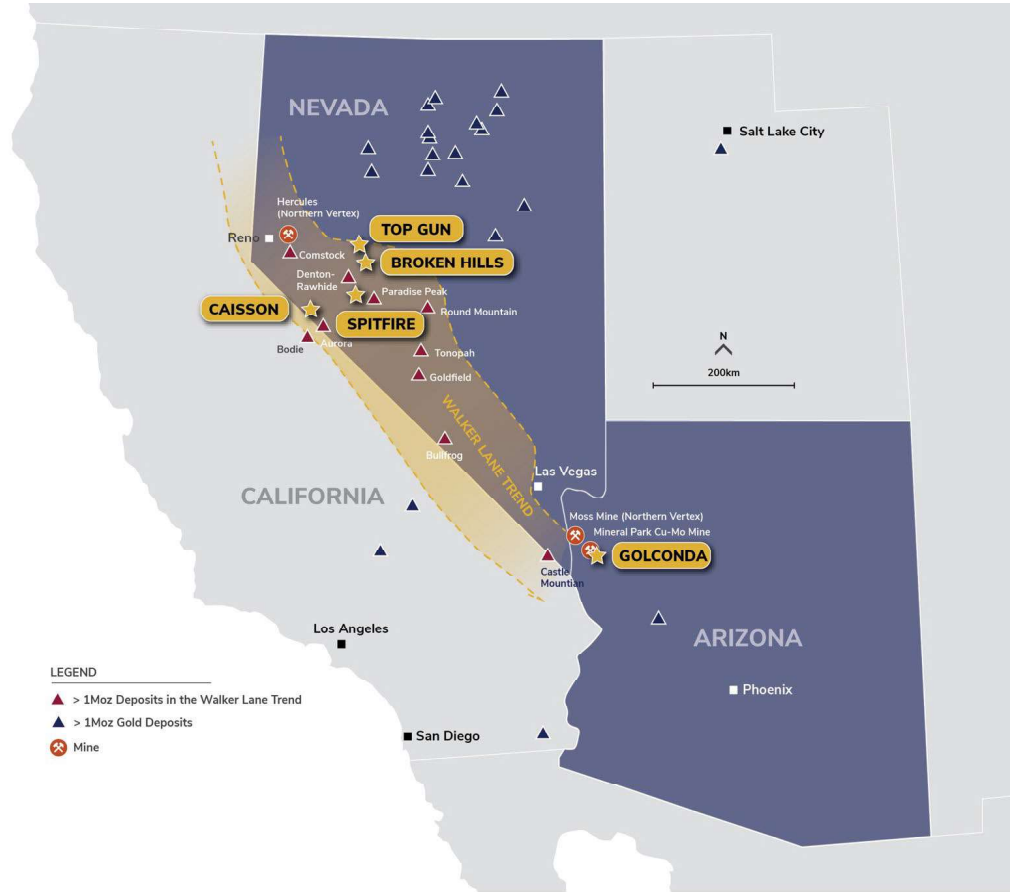 NEVADA
Salt Lake City
Hercules
(Northern Vertex)
TOP GUN
Reno
Comstock
BROKEN HILLS
Denton-
Rawhide
Paradise Peak
CAISSON
Round Mountain
SPITFIRE
Aurora
Bodie
Tonopah
N
200km
Goldfield
WALKER LANE TREND
Bullfrog
Las Vegas
CALIFORNIA
Moss Mine (Northern Vertex)
Mineral Park Cu-Mo Mine
GOLCONDA
Castle
Mountian
Los Angeles
ARIZONA
LEGEND
> 1Moz Deposits in the Walker Lane Trend
> 1Moz Gold Deposits
Mine
Phoenix
San Diego